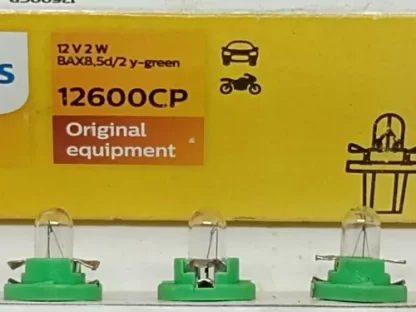 S
12 V 2 W
BAX8,5d/2 y-green
12600CP
Original
equipment